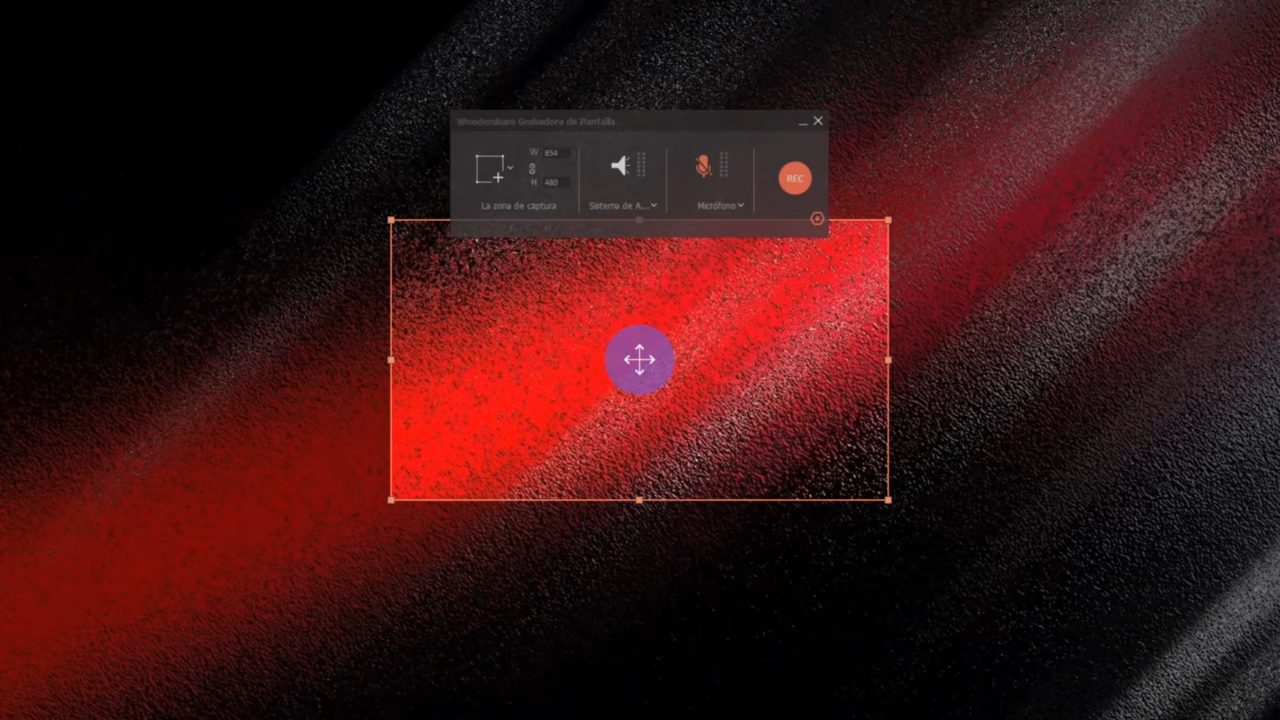 Wondershare Grabadora de Pantalla
W 854
H 480
La zona de captura
Sistema de A...
Micrófono
REC